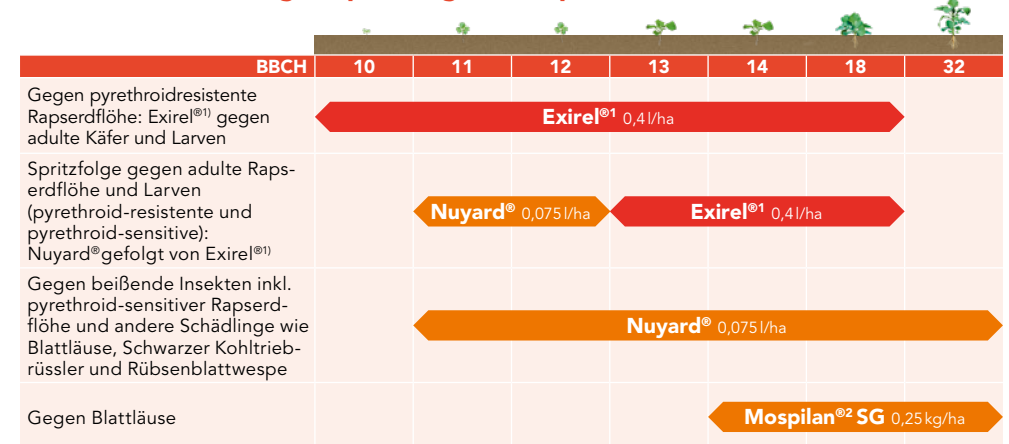 BBCH 10 11 12 13 14 18 32
Gegen pyrethroidresistente
Rapserdflöhe: Exirel®1) gegen
adulte Käfer und Larven
Exirel®1 0,4 l/ha
Spritzfolge gegen adulte Raps-
erdflöhe und Larven
(pyrethroid-resistente und
pyrethroid-sensitive):
Nuyard® gefolgt von Exirel®1)
Nuyard® 0,075 l/ha
Exirel®1 0,4 l/ha
Gegen beißende Insekten inkl.
pyrethroid-sensitiver Rapserd-
flöhe und andere Schädlinge wie
Blattläuse, Schwarzer Kohltrieb-
rüssler und Rübsenblattwespe
Nuyard® 0,075 l/ha
Gegen Blattläuse
Mospilan®2 SG 0,25 kg/ha